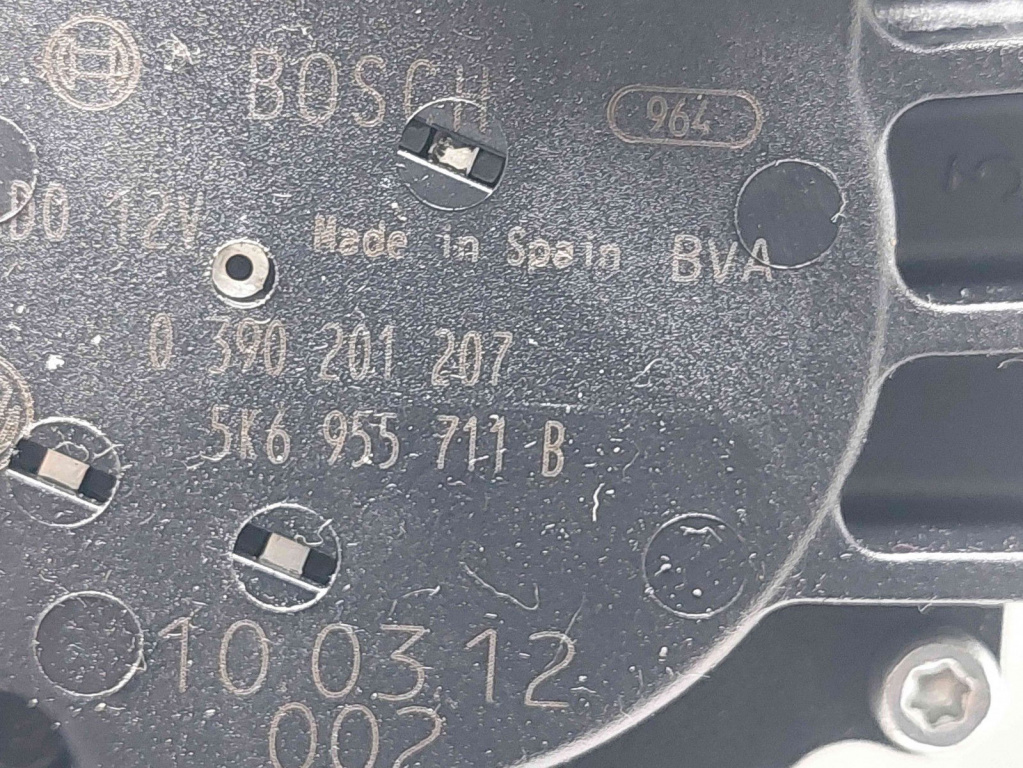 BOSCH
964
DO 12V
Made in Spain BVA
0 390 201 207
5K6 955 711 B
10.03.12
002